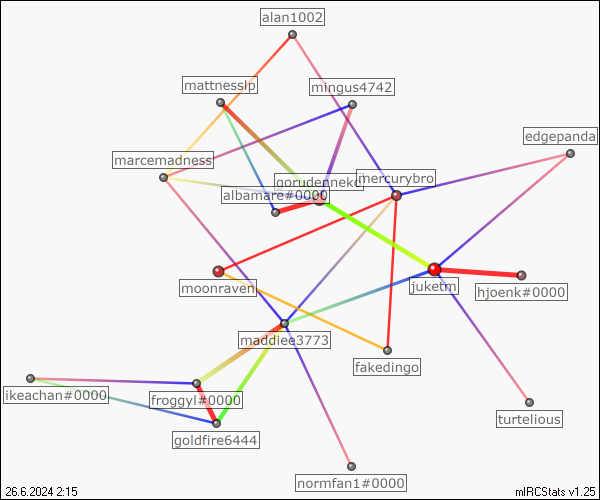 alan1002
mattnesslp
mingus4742
edgepanda
marcemadness
gorudenneko
mercurybro
albamare#0000
moonraven
juketm
hjoenk#0000
maddiee3773
fakedingo
ikeachan#0000
froggyl#0000
turtelious
goldfire6444
normfan1#0000
26.6.2024 2:15
mIRCStats v1.25